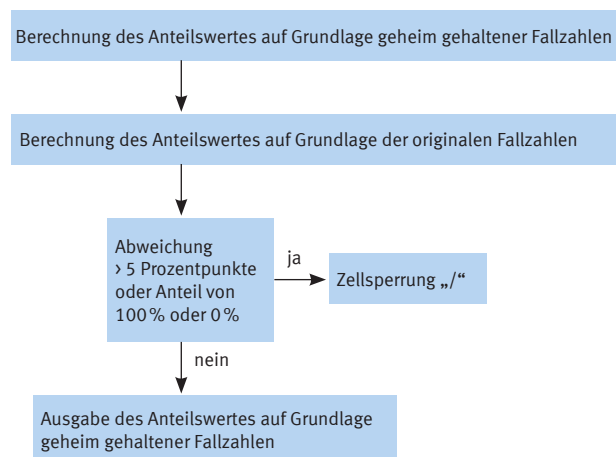 Berechnung des Anteilswertes auf Grundlage geheim gehaltener Fallzahlen
Berechnung des Anteilswertes auf Grundlage der originalen Fallzahlen
Abweichung
> 5 Prozentpunkte
oder Anteil von
100 % oder 0 %
ja
Zellsperrung „/“
nein
Ausgabe des Anteilswertes auf Grundlage
geheim gehaltener Fallzahlen